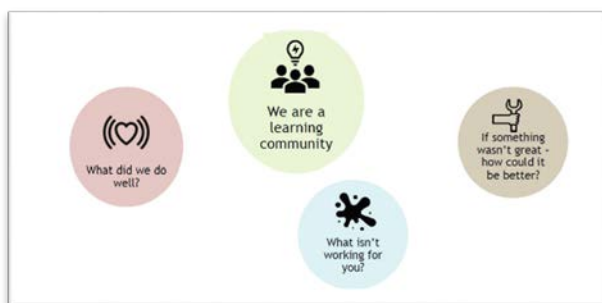 We are a
learning
community
What did we do
well?
If something
wasn't great -
how could it
be better?
What isn't
working for
you?